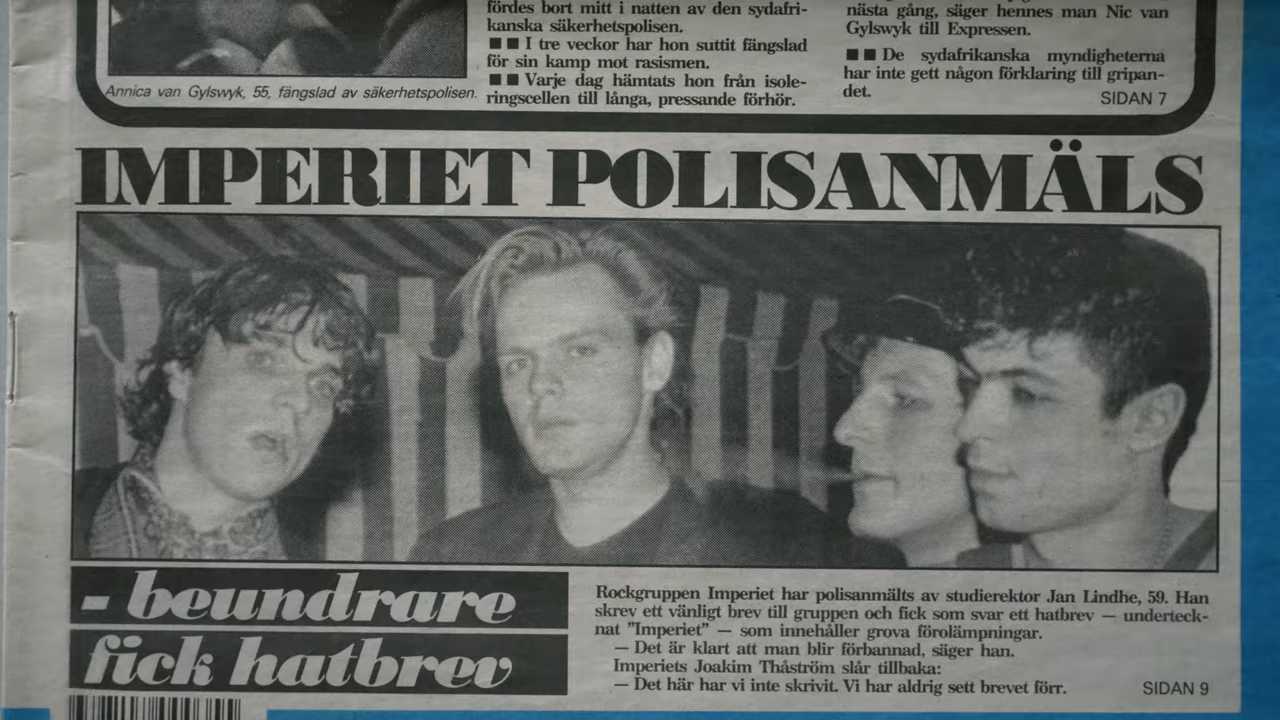 fördes bort mitt i natten av den sydafri-
kanska säkerhetspolisen.
■■ I tre veckor har hon suttit fängslad
för sin kamp mot rasismen.
■■ Varje dag hämtats hon från isole-
ringscellen till långa, pressande förhör.
nästa gång, säger hennes man Nic van
Gylswyk till Expressen.
■■ De sydafrikanska myndigheterna
har inte gett någon förklaring till gripan-
det.
SIDAN 7
Annica van Gylswyk, 55, fängslad av säkerhetspolisen.
IMPERIET POLISANMÄLS
- beundrare
fick hatbrev
Rockgruppen Imperiet har polisanmälts av studierektor Jan Lindhe, 59. Han
skrev ett vänligt brev till gruppen och fick som svar ett hatbrev — underteck-
nat "Imperiet" — som innehåller grova förolämpningar.
— Det är klart att man blir förbannad, säger han.
Imperiets Joakim Thåström slår tillbaka:
— Det här har vi inte skrivit. Vi har aldrig sett brevet förr.
SIDAN 9